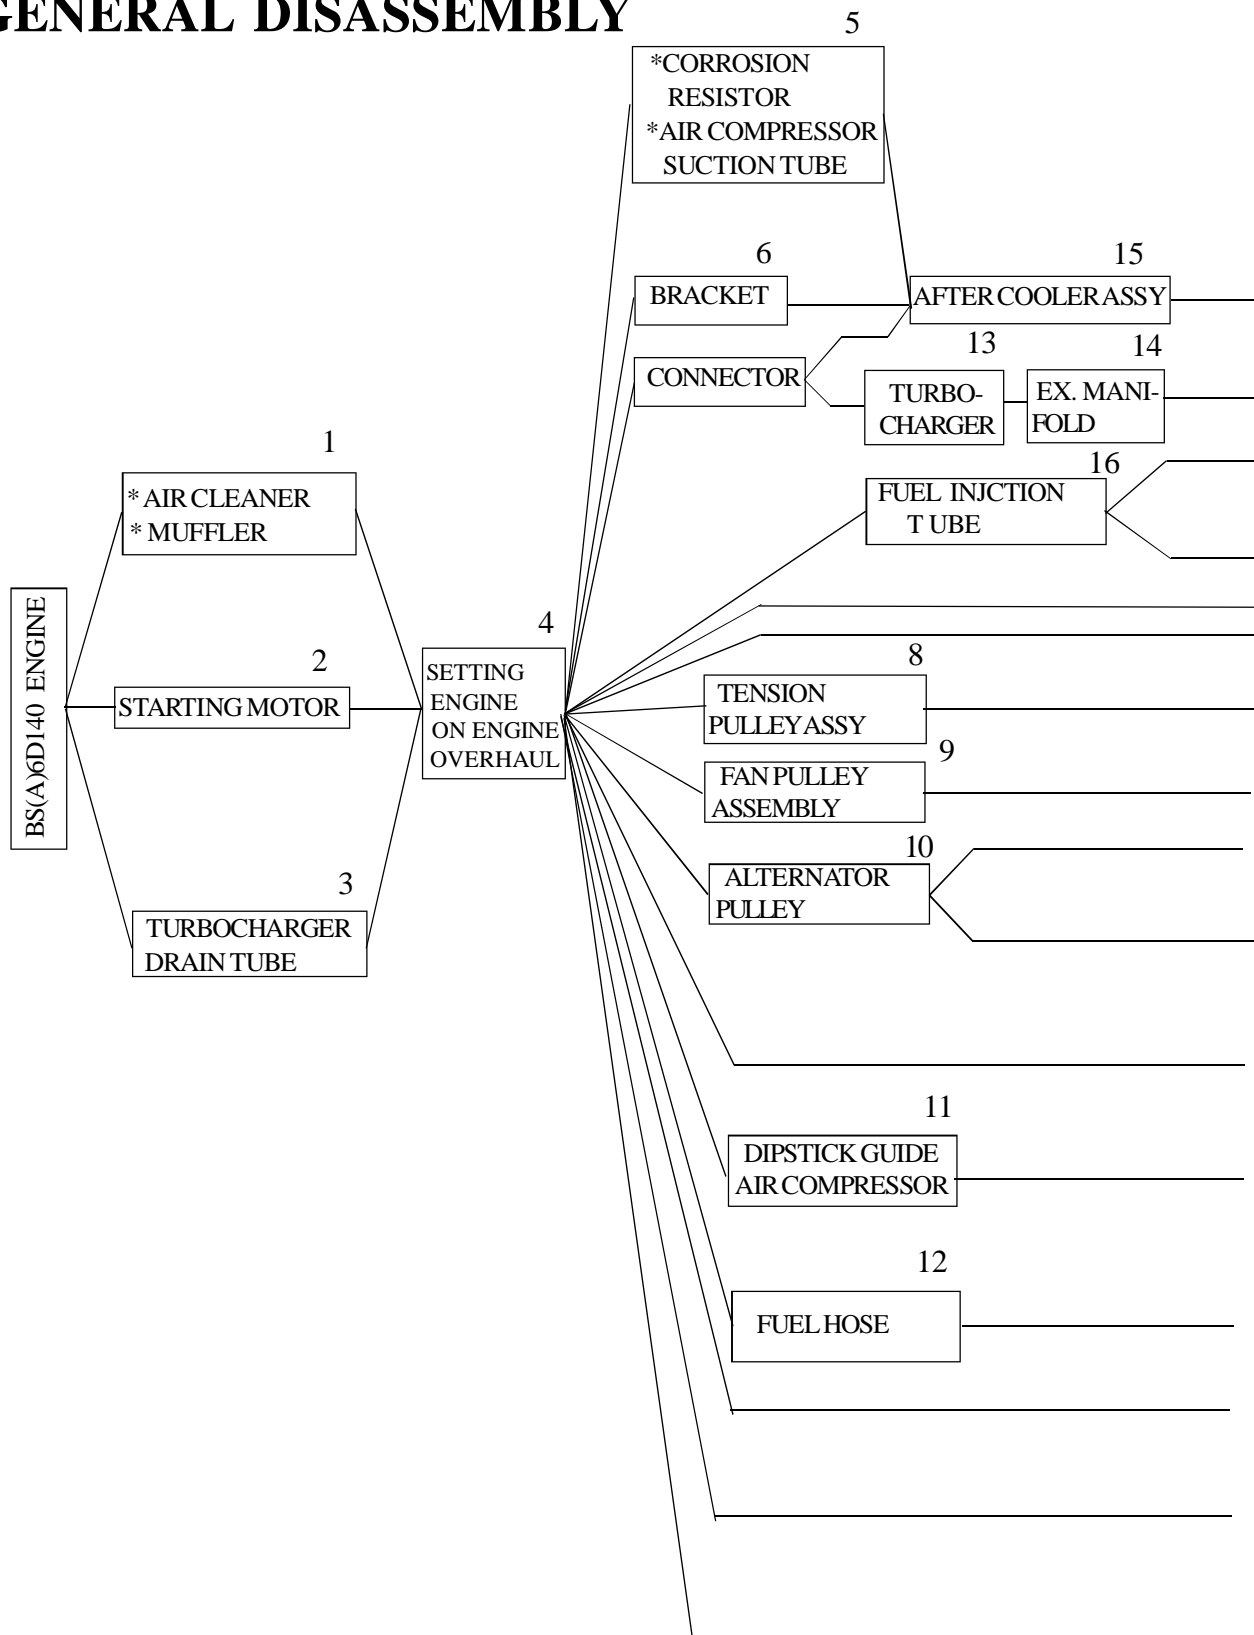 GENERAL DISASSEMBLY
5
*CORROSION
RESISTOR
*AIR COMPRESSOR
SUCTION TUBE
6
BRACKET
15
AFTER COOLER ASSY
CONNECTOR
13
TURBO-
CHARGER
14
EX. MANI-
FOLD
16
FUEL INJCTION
T UBE
1
* AIR CLEANER
* MUFFLER
BS(A)6D140 ENGINE
2
STARTING MOTOR
3
TURBOCHARGER
DRAIN TUBE
4
SETTING
ENGINE
ON ENGINE
OVERHAUL
8
TENSION
PULLEY ASSY
9
FAN PULLEY
ASSEMBLY
10
ALTERNATOR
PULLEY
11
DIPSTICK GUIDE
AIR COMPRESSOR
12
FUEL HOSE